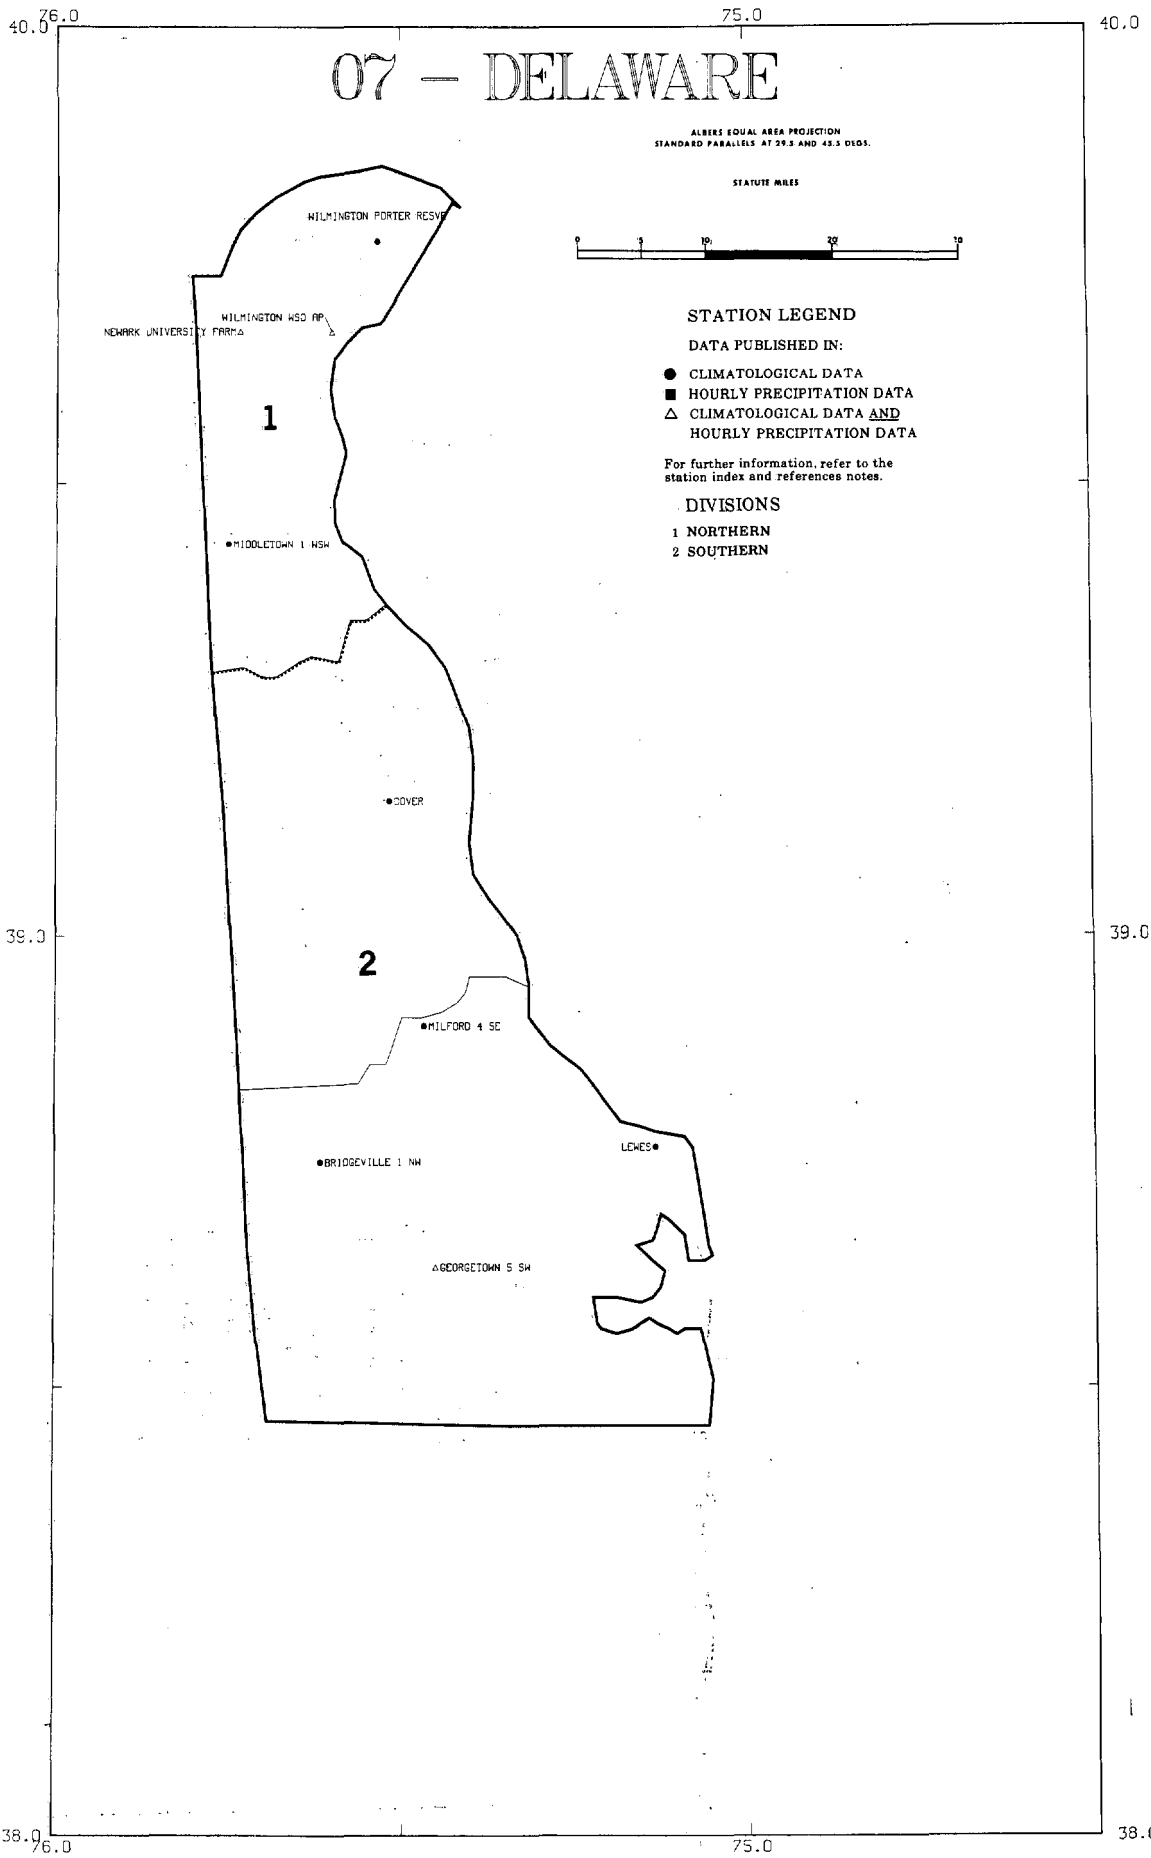 76.0 75.0
40.0 40.0
07 – DELAWARE
ALBERS EQUAL AREA PROJECTION
STANDARD PARALLELS AT 29.5 AND 45.5 DEGS.
STATUTE MILES
0 5 10 20 30
WILMINGTON PORTER RESVR
WILMINGTON WSO AP
NEWARK UNIVERSITY FARM
STATION LEGEND
DATA PUBLISHED IN:
● CLIMATOLOGICAL DATA
■ HOURLY PRECIPITATION DATA
△ CLIMATOLOGICAL DATA AND
HOURLY PRECIPITATION DATA
For further information, refer to the
station index and references notes.
DIVISIONS
1 NORTHERN
2 SOUTHERN
1
MIDDLETOWN 1 WSW
DOVER
39.0 39.0
2
MILFORD 4 SE
LEWES
BRIDGEVILLE 1 NW
GEORGETOWN 5 SW
38.0
76.0 75.0